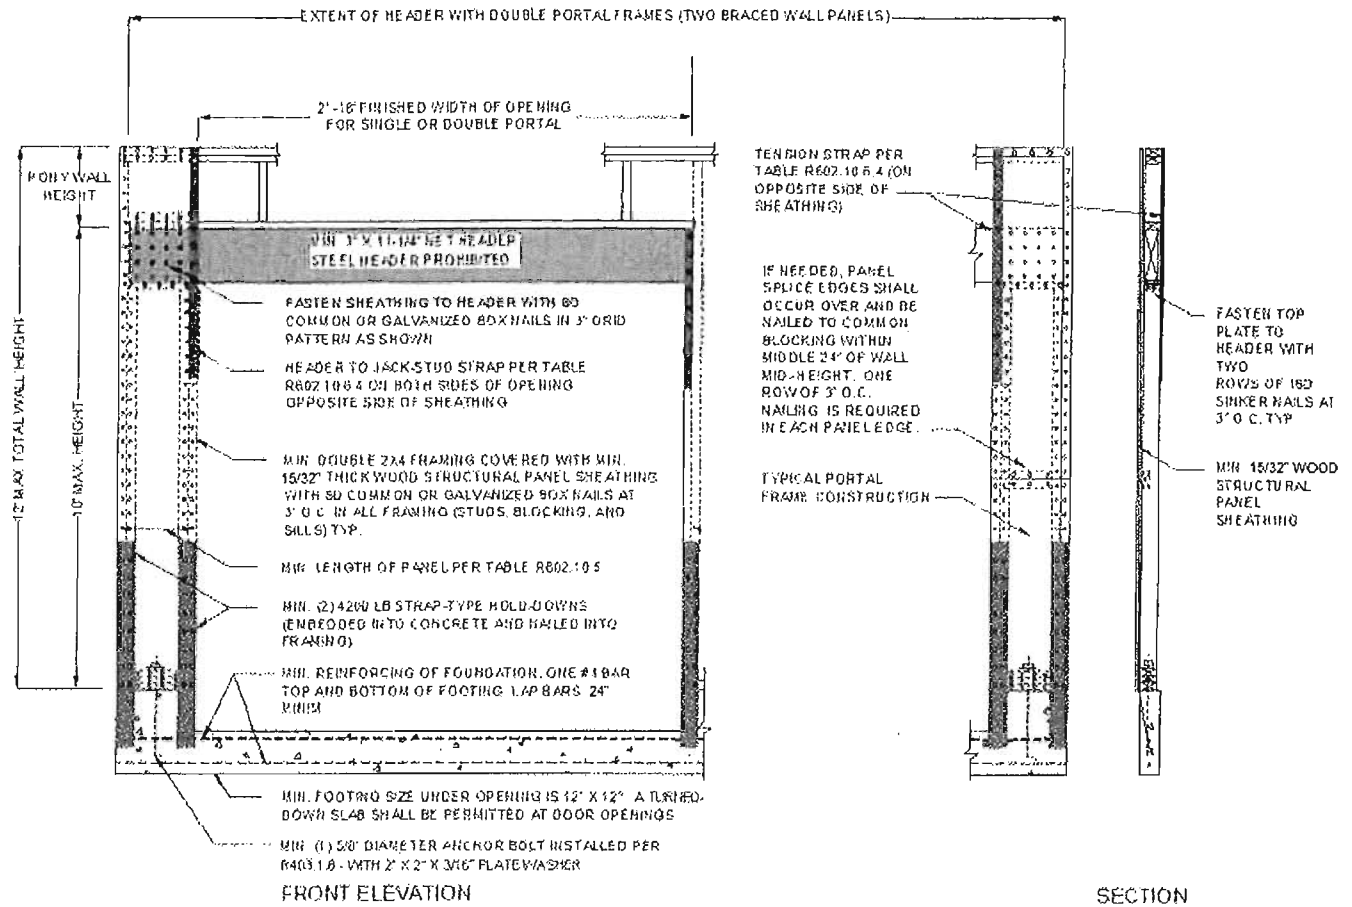 EXTENT OF HEADER WITH DOUBLE PORTAL FRAMES (TWO BRACED WALL PANELS)
2'-18' FINISHED WIDTH OF OPENING
FOR SINGLE OR DOUBLE PORTAL
PONY WALL
HEIGHT
12' MAX TOTAL WALL HEIGHT
10' MAX. HEIGHT
MIN. 3" X 11-1/4" NET HEADER
STEEL HEADER PROHIBITED
FASTEN SHEATHING TO HEADER WITH 8D
COMMON OR GALVANIZED BOX NAILS IN 3" GRID
PATTERN AS SHOWN
HEADER TO JACK-STUD STRAP PER TABLE
R602.10.6.4 ON BOTH SIDES OF OPENING
OPPOSITE SIDE OF SHEATHING
MIN. DOUBLE 2X4 FRAMING COVERED WITH MIN.
15/32" THICK WOOD STRUCTURAL PANEL SHEATHING
WITH 8D COMMON OR GALVANIZED BOX NAILS AT
3" O.C. IN ALL FRAMING (STUDS, BLOCKING, AND
SILLS) TYP.
MIN. LENGTH OF PANEL PER TABLE R602.10.5
MIN. (2) 4200 LB STRAP-TYPE HOLD-DOWNS
(EMBEDDED INTO CONCRETE AND NAILED INTO
FRAMING)
MIN. REINFORCING OF FOUNDATION, ONE #4 BAR
TOP AND BOTTOM OF FOOTING. LAP BARS 24"
MINIM
MIN. FOOTING SIZE UNDER OPENING IS 12" X 12". A TURNED-
DOWN SLAB SHALL BE PERMITTED AT DOOR OPENINGS
MIN. (1) 5/8" DIAMETER ANCHOR BOLT INSTALLED PER
R403.1.6 - WITH 2" X 2" X 3/16" PLATE WASHER
FRONT ELEVATION
TENSION STRAP PER
TABLE R602.10.6.4 (ON
OPPOSITE SIDE OF
SHEATHING)
IF NEEDED, PANEL
SPLICE EDGES SHALL
OCCUR OVER AND BE
NAILED TO COMMON
BLOCKING WITHIN
MIDDLE 24" OF WALL
MID-HEIGHT. ONE
ROW OF 3" O.C.
NAILING IS REQUIRED
IN EACH PANEL EDGE.
TYPICAL PORTAL
FRAME CONSTRUCTION
FASTEN TOP
PLATE TO
HEADER WITH
TWO
ROWS OF 16D
SINKER NAILS AT
3" O.C. TYP
MIN. 15/32" WOOD
STRUCTURAL
PANEL
SHEATHING
SECTION